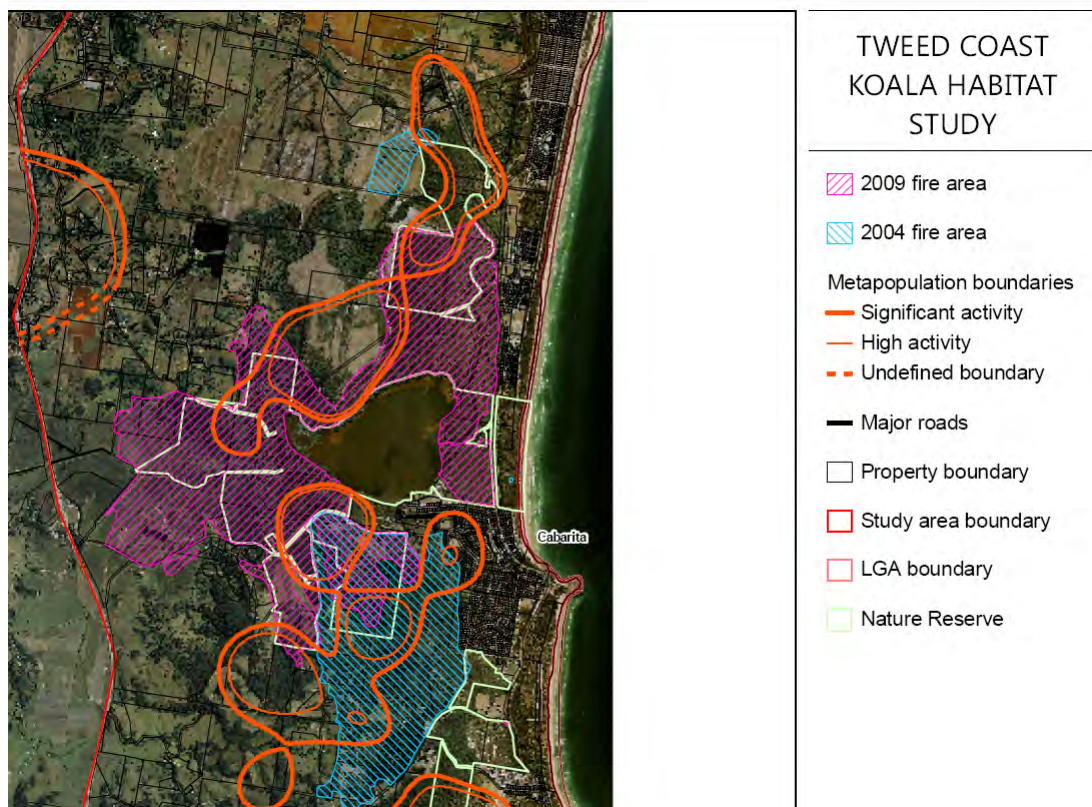 TWEED COAST
KOALA HABITAT
STUDY
2009 fire area
2004 fire area
Metapopulation boundaries
Significant activity
High activity
Undefined boundary
Major roads
Property boundary
Study area boundary
LGA boundary
Nature Reserve
Cabarita